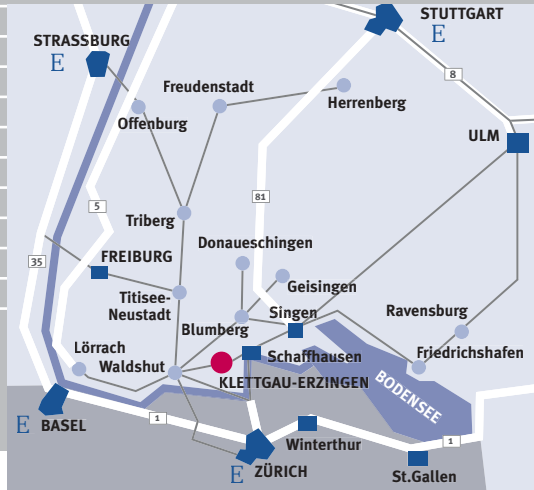 STUTTGART
E
STRASSBURG
E
8
Freudenstadt
Herrenberg
Offenburg
ULM
81
5
Triberg
Donaueschingen
FREIBURG
35
Geisingen
Titisee-
Neustadt
Singen
Ravensburg
Blumberg
Lörrach
Schaffhausen
Friedrichshafen
Waldshut
KLETTGAU-ERZINGEN
BODENSEE
E
BASEL
1
1
Winterthur
E
ZÜRICH
St.Gallen